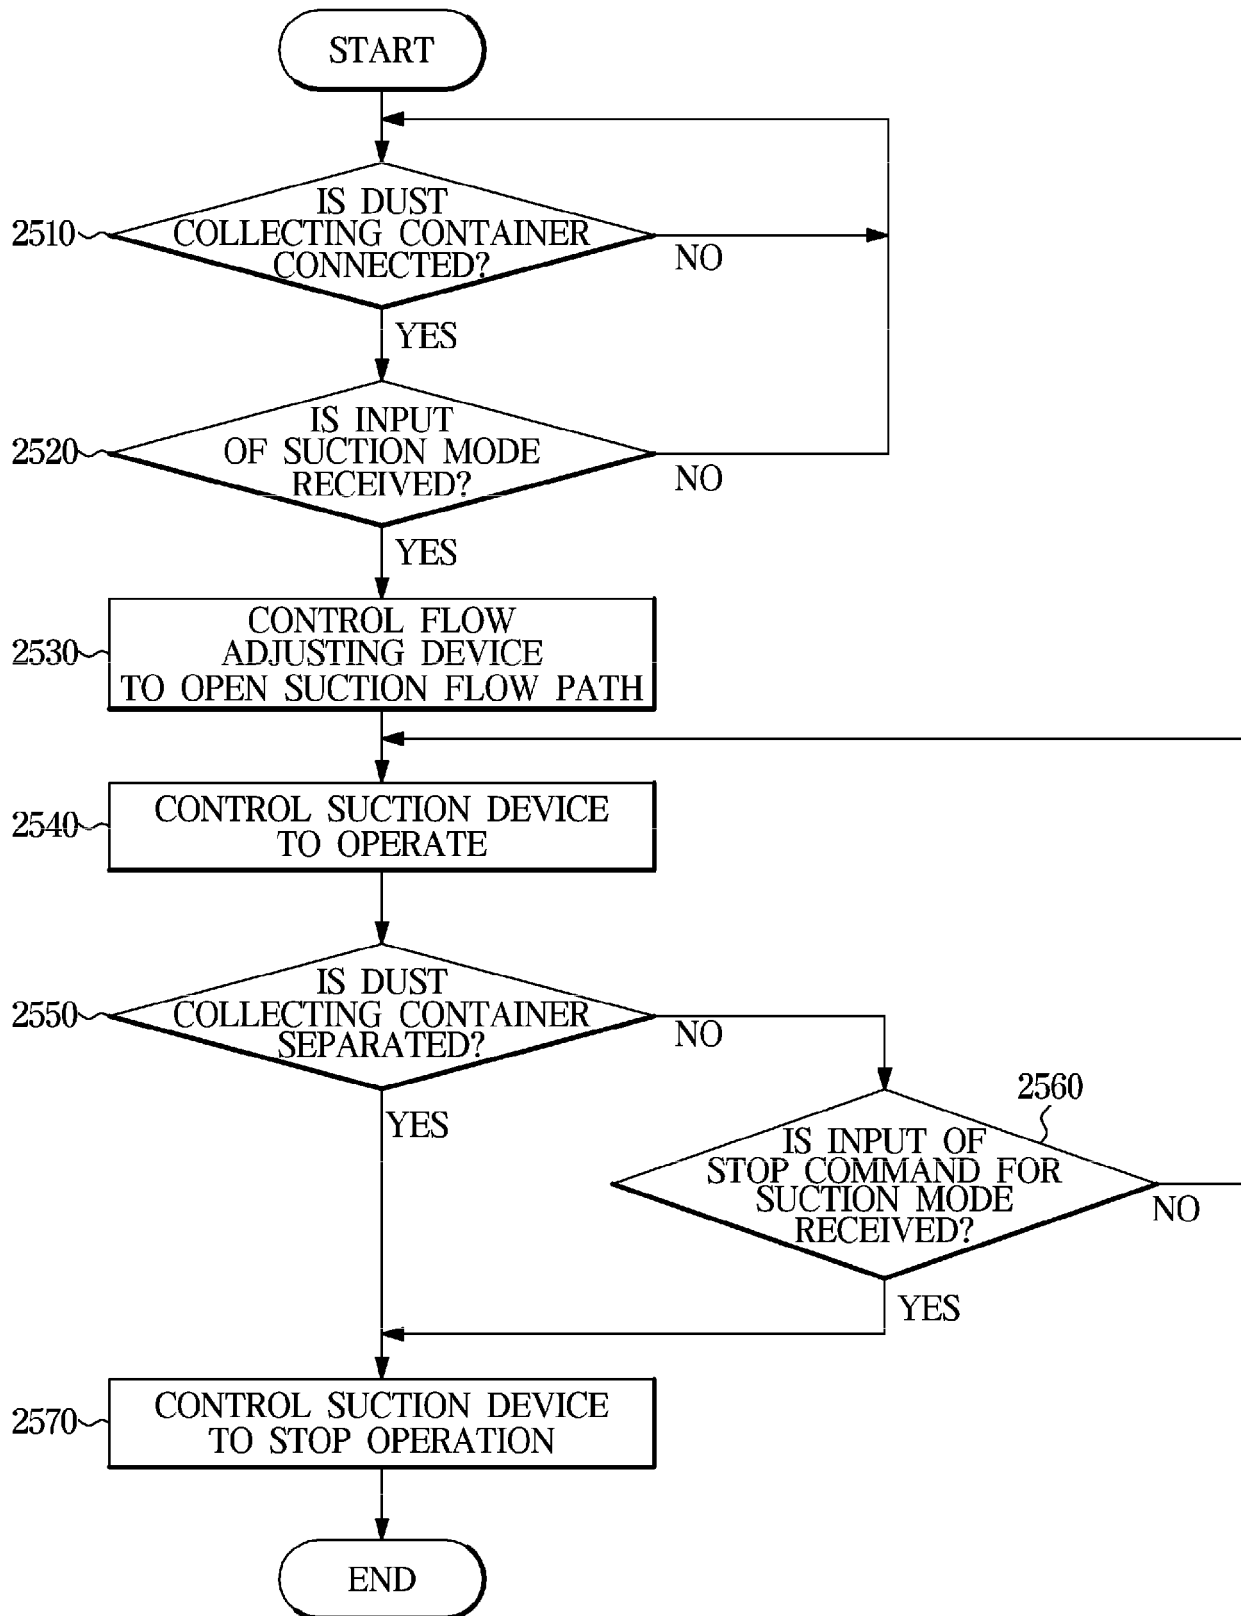 START
IS DUST
COLLECTING CONTAINER
CONNECTED?
2510
NO
YES
IS INPUT
OF SUCTION MODE
RECEIVED?
2520
NO
YES
CONTROL FLOW
ADJUSTING DEVICE
TO OPEN SUCTION FLOW PATH
2530
CONTROL SUCTION DEVICE
TO OPERATE
2540
IS DUST
COLLECTING CONTAINER
SEPARATED?
2550
NO
YES
2560
IS INPUT OF
STOP COMMAND FOR
SUCTION MODE
RECEIVED?
NO
YES
CONTROL SUCTION DEVICE
TO STOP OPERATION
2570
END